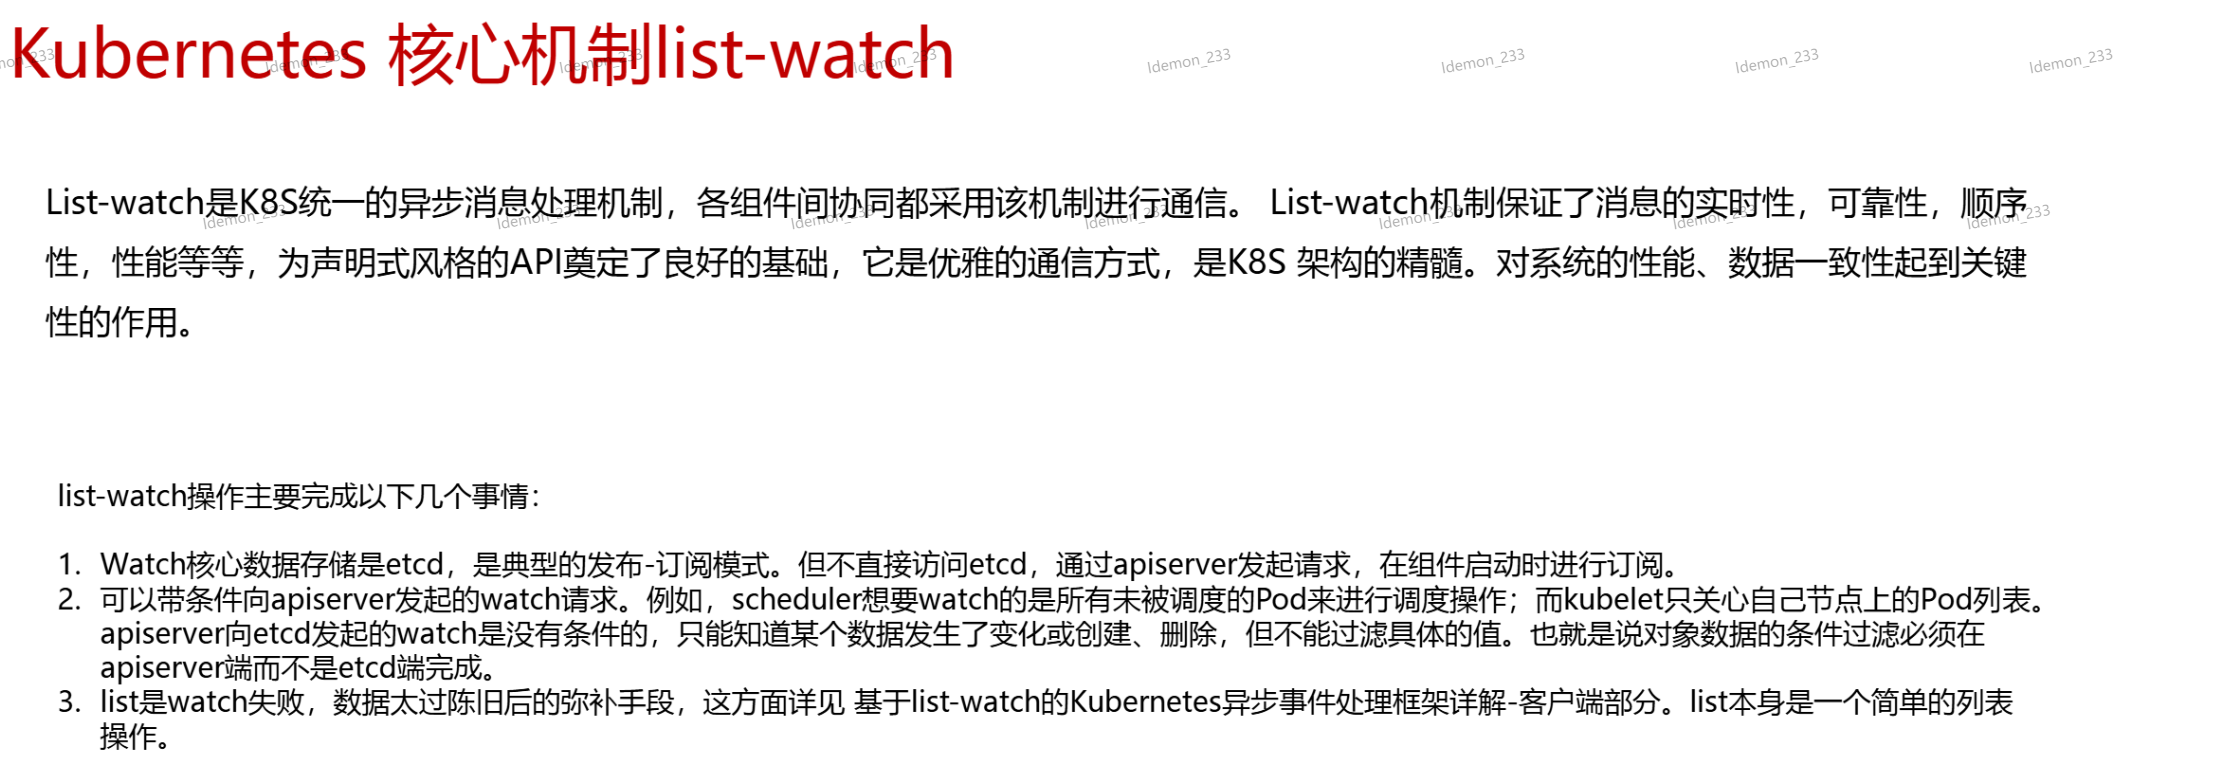 Kubernetes 核心机制list-watch
ldemon_233 ldemon_233 ldemon_233 ldemon_233 ldemon_233 ldemon_233 ldemon_233
List-watch是K8S统一的异步消息处理机制，各组件间协同都采用该机制进行通信。 List-watch机制保证了消息的实时性，可靠性，顺序
ldemon_233 ldemon_233 ldemon_233 ldemon_233 ldemon_233 ldemon_233 ldemon_233
性，性能等等，为声明式风格的API奠定了良好的基础，它是优雅的通信方式，是K8S 架构的精髓。对系统的性能、数据一致性起到关键
性的作用。
list-watch操作主要完成以下几个事情：
1. Watch核心数据存储是etcd，是典型的发布-订阅模式。但不直接访问etcd，通过apiserver发起请求，在组件启动时进行订阅。
2. 可以带条件向apiserver发起的watch请求。例如，scheduler想要watch的是所有未被调度的Pod来进行调度操作；而kubelet只关心自己节点上的Pod列表。
apiserver向etcd发起的watch是没有条件的，只能知道某个数据发生了变化或创建、删除，但不能过滤具体的值。也就是说对象数据的条件过滤必须在
apiserver端而不是etcd端完成。
3. list是watch失败，数据太过陈旧后的弥补手段，这方面详见 基于list-watch的Kubernetes异步事件处理框架详解-客户端部分。list本身是一个简单的列表
操作。